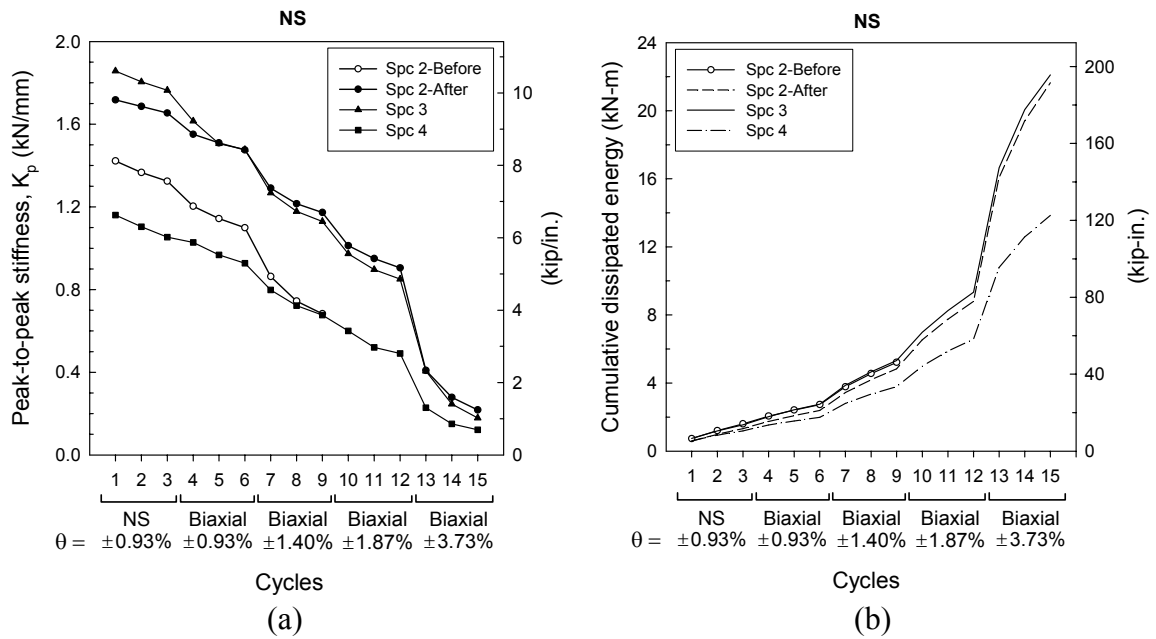 NS
Peak-to-peak stiffness, Kp (kN/mm)
2.0
1.6
1.2
0.8
0.4
0.0
Spc 2-Before
Spc 2-After
Spc 3
Spc 4
10
8
6
4
2
0
(kip/in.)
1 2 3 4 5 6 7 8 9 10 11 12 13 14 15
NS Biaxial Biaxial Biaxial Biaxial
θ = ±0.93% ±0.93% ±1.40% ±1.87% ±3.73%
Cycles
(a)
NS
Cumulative dissipated energy (kN-m)
24
20
16
12
8
4
0
Spc 2-Before
Spc 2-After
Spc 3
Spc 4
200
160
120
80
40
0
(kip-in.)
1 2 3 4 5 6 7 8 9 10 11 12 13 14 15
NS Biaxial Biaxial Biaxial Biaxial
θ = ±0.93% ±0.93% ±1.40% ±1.87% ±3.73%
Cycles
(b)